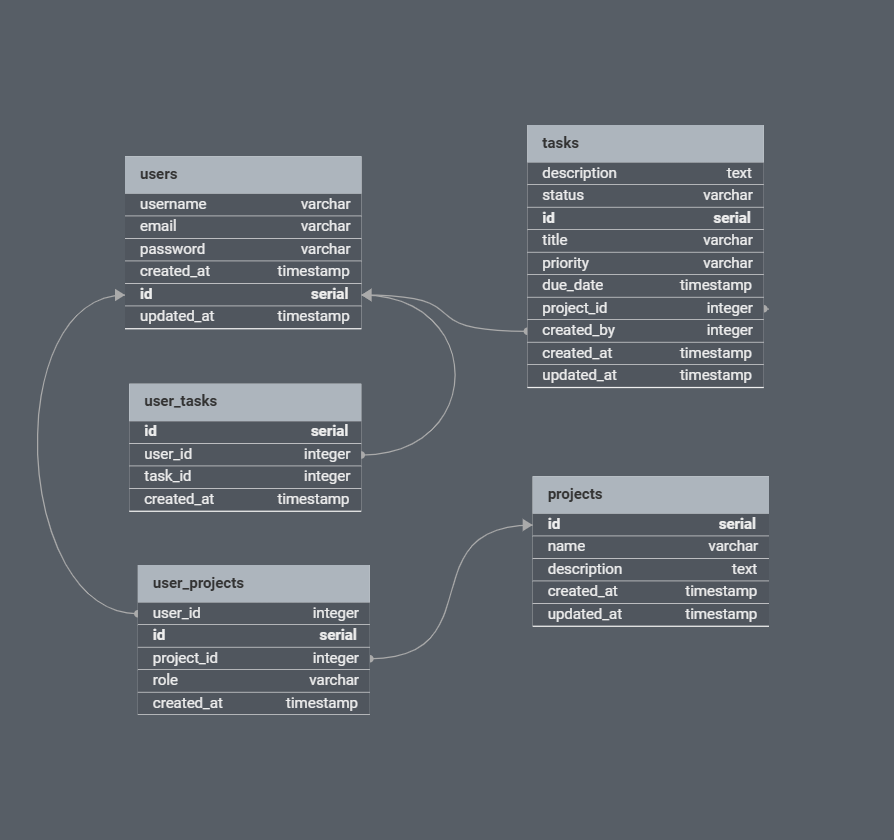 users
username varchar
email varchar
password varchar
created_at timestamp
id serial
updated_at timestamp
tasks
description text
status varchar
id serial
title varchar
priority varchar
due_date timestamp
project_id integer
created_by integer
created_at timestamp
updated_at timestamp
user_tasks
id serial
user_id integer
task_id integer
created_at timestamp
projects
id serial
name varchar
description text
created_at timestamp
updated_at timestamp
user_projects
user_id integer
id serial
project_id integer
role varchar
created_at timestamp